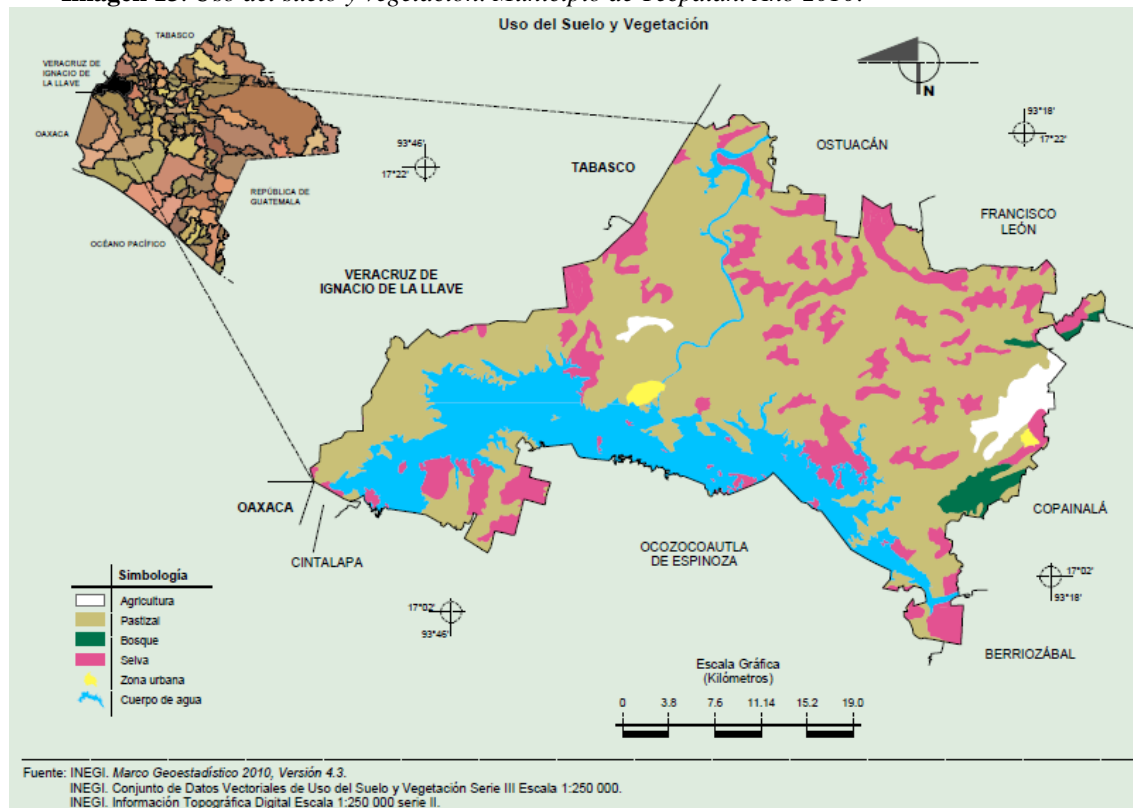 Uso del Suelo y Vegetación
TABASCO
VERACRUZ DE
IGNACIO DE
LA LLAVE
OAXACA
REPÚBLICA DE
GUATEMALA
OCÉANO PACÍFICO
N
93°46'
17°22'
93°18'
17°22'
OSTUACÁN
TABASCO
FRANCISCO
LEÓN
VERACRUZ DE
IGNACIO DE LA LLAVE
OAXACA
CINTALAPA
OCOZOCOAUTLA
DE ESPINOZA
COPAINALÁ
17°02'
93°18'
17°02'
93°46'
BERRIOZÁBAL
Simbología
Agricultura
Pastizal
Bosque
Selva
Zona urbana
Cuerpo de agua
Escala Gráfica
(Kilómetros)
0 3.8 7.6 11.14 15.2 19.0
Fuente: INEGI. Marco Geoestadístico 2010, Versión 4.3.
INEGI. Conjunto de Datos Vectoriales de Uso del Suelo y Vegetación Serie III Escala 1:250 000.
INEGI. Información Topográfica Digital Escala 1:250 000 serie II.